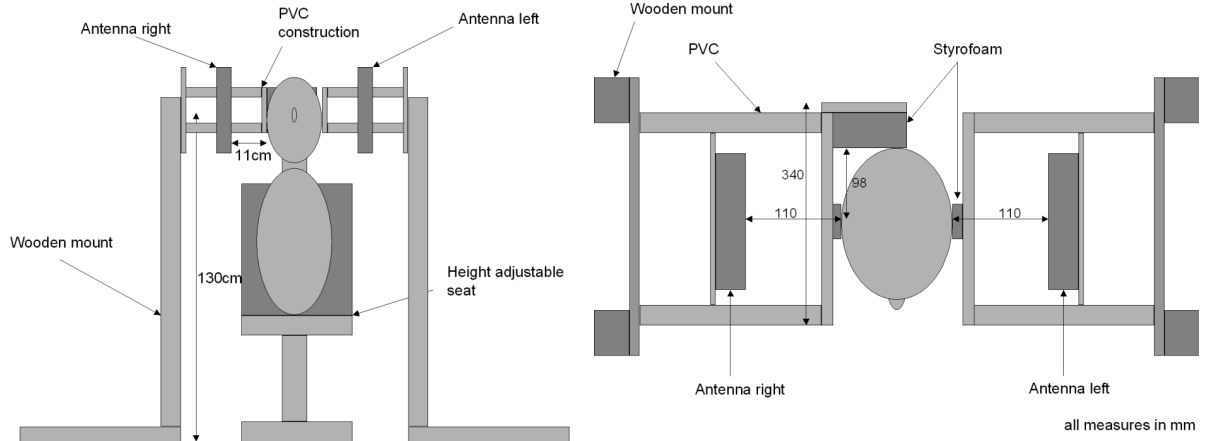 Antenna right
PVC
construction
Antenna left
11cm
Wooden mount
130cm
Height adjustable
seat
Wooden mount
PVC
Styrofoam
340
98
110
110
Antenna right
Antenna left
all measures in mm